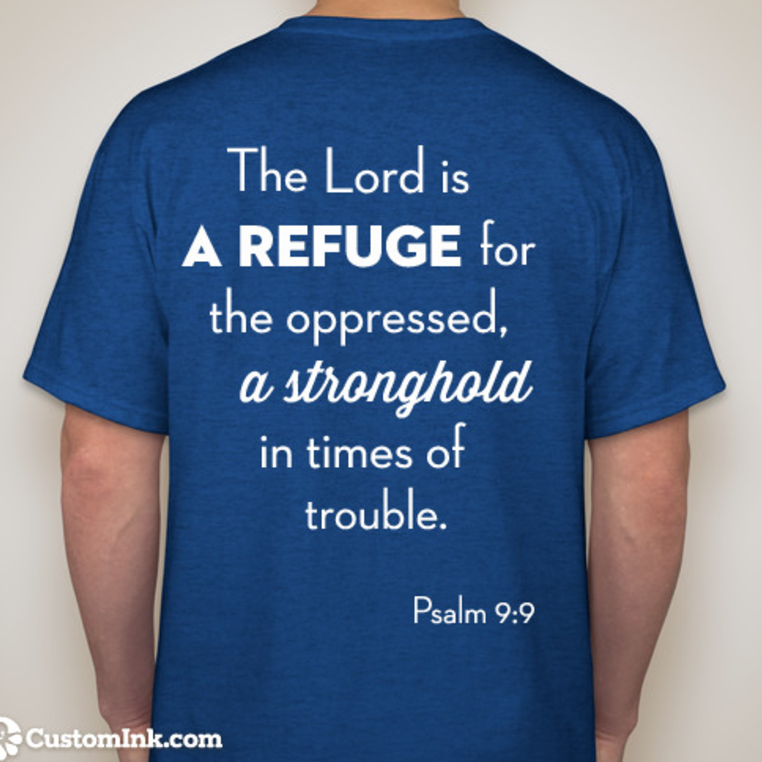 The Lord is
A REFUGE for
the oppressed,
a stronghold
in times of
trouble.
Psalm 9:9
CustomInk.com